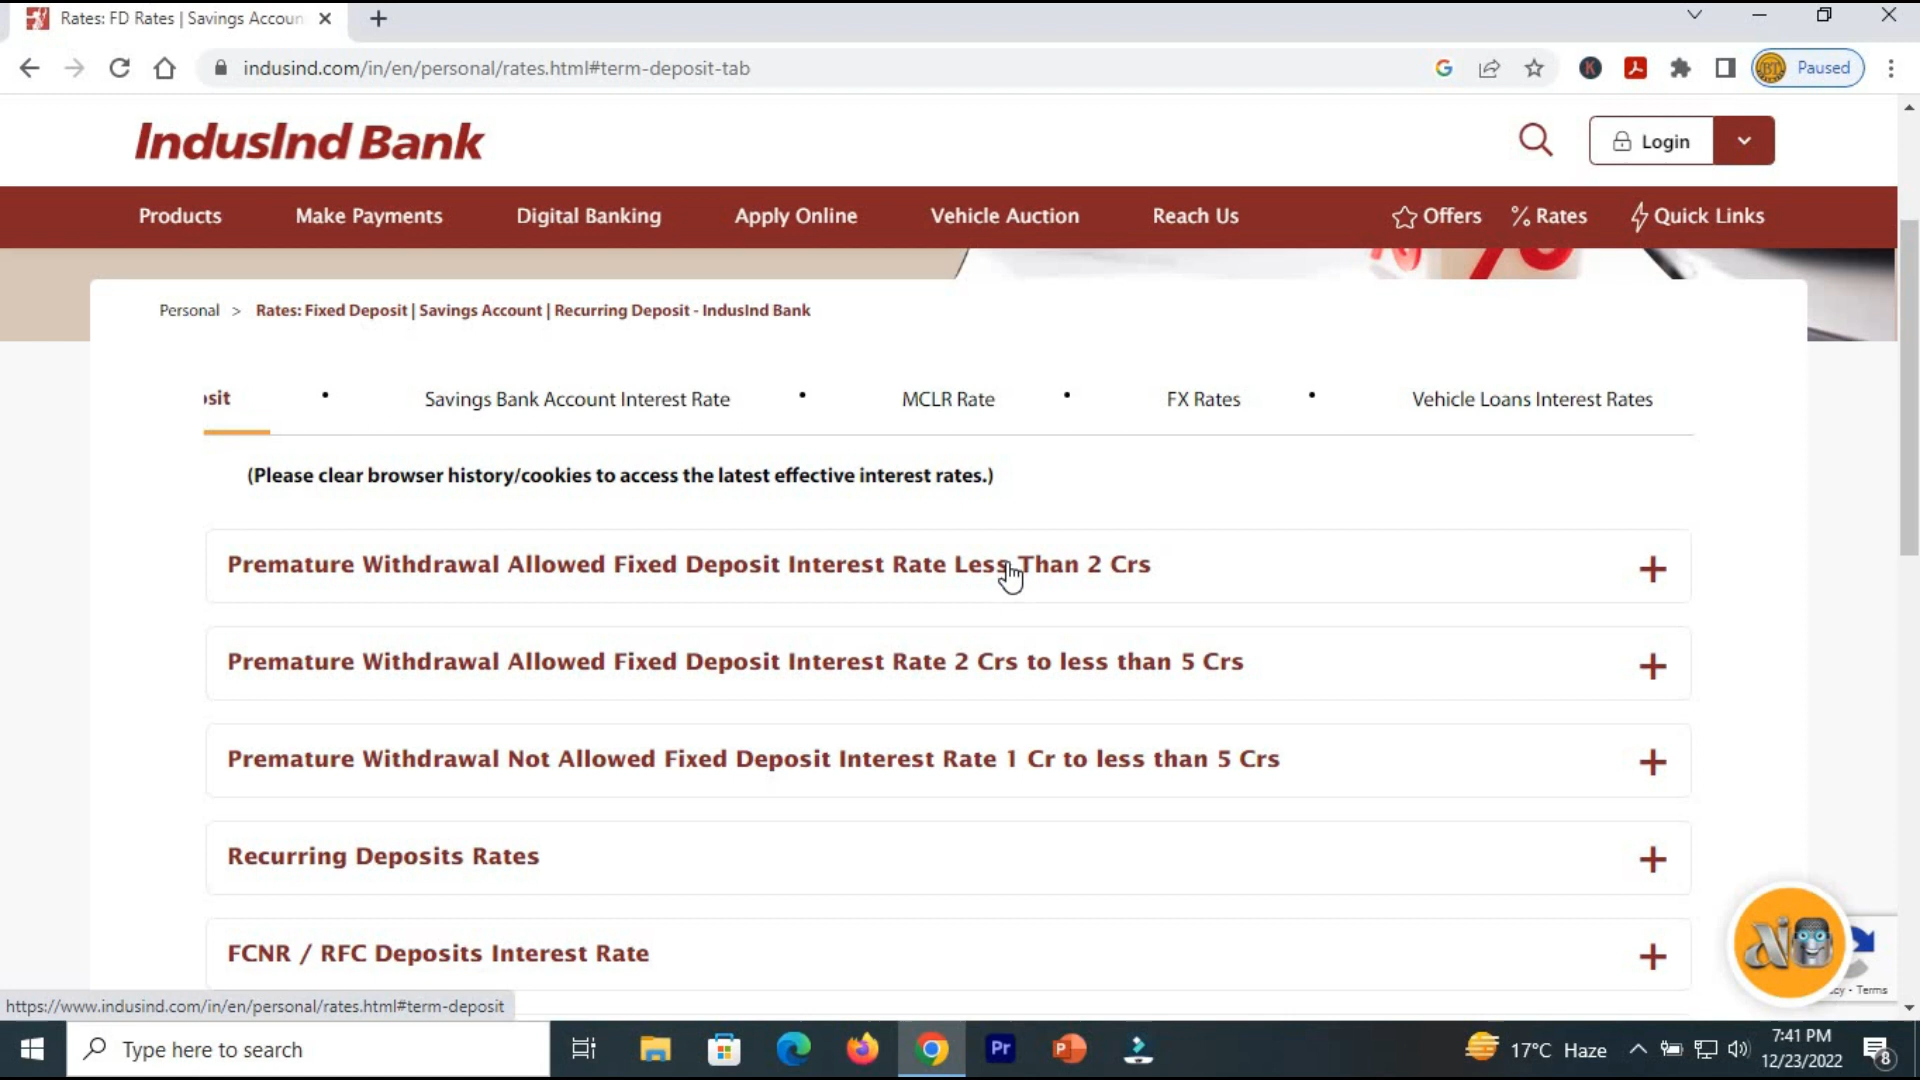 Rates: FD Rates | Savings Accoun
indusind.com/in/en/personal/rates.html#term-deposit-tab
Paused
IndusInd Bank
Login
Products
Make Payments
Digital Banking
Apply Online
Vehicle Auction
Reach Us
Offers
% Rates
Quick Links
Personal > Rates: Fixed Deposit | Savings Account | Recurring Deposit - IndusInd Bank
osit • Savings Bank Account Interest Rate • MCLR Rate • FX Rates • Vehicle Loans Interest Rates
(Please clear browser history/cookies to access the latest effective interest rates.)
Premature Withdrawal Allowed Fixed Deposit Interest Rate Less Than 2 Crs
Premature Withdrawal Allowed Fixed Deposit Interest Rate 2 Crs to less than 5 Crs
Premature Withdrawal Not Allowed Fixed Deposit Interest Rate 1 Cr to less than 5 Crs
Recurring Deposits Rates
FCNR / RFC Deposits Interest Rate
cy - Terms
https://www.indusind.com/in/en/personal/rates.html#term-deposit
Type here to search
Pr
17°C Haze
7:41 PM
12/23/2022
8